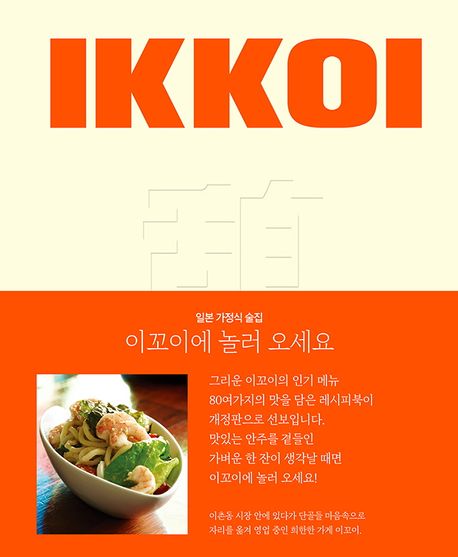 IKKOI
일본 가정식 술집
이꼬이에 놀러 오세요
그리운 이꼬이의 인기 메뉴
80여가지의 맛을 담은 레시피북이
개정판으로 선보입니다.
맛있는 안주를 곁들인
가벼운 한 잔이 생각날 때면
이꼬이에 놀러 오세요!
이촌동 시장 안에 있다가 단골들 마음속으로
자리를 옮겨 영업 중인 희한한 가게 이꼬이.